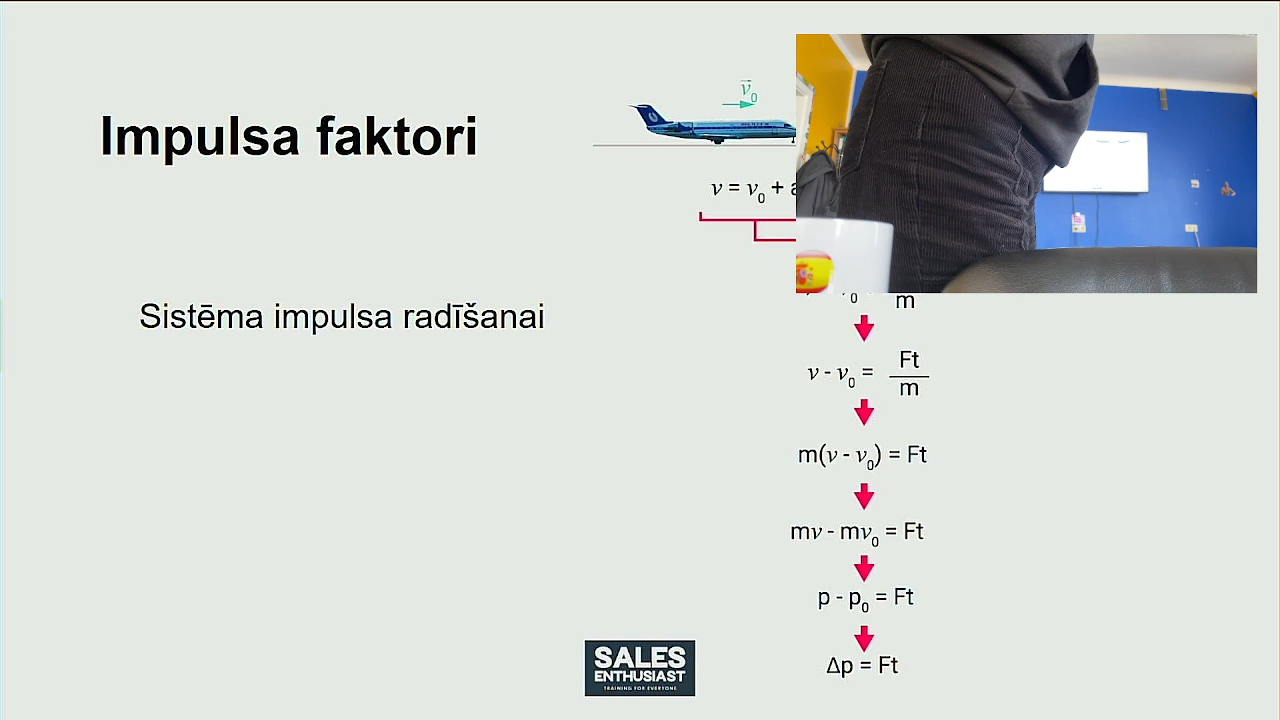 Impulsa faktori
v⃗₀
v = v₀ + a
Sistēma impulsa radīšanai
m
v - v₀ = Ft/m
m(v - v₀) = Ft
mv - mv₀ = Ft
p - p₀ = Ft
Δp = Ft
SALES
ENTHUSIAST
TRAINING FOR EVERYONE